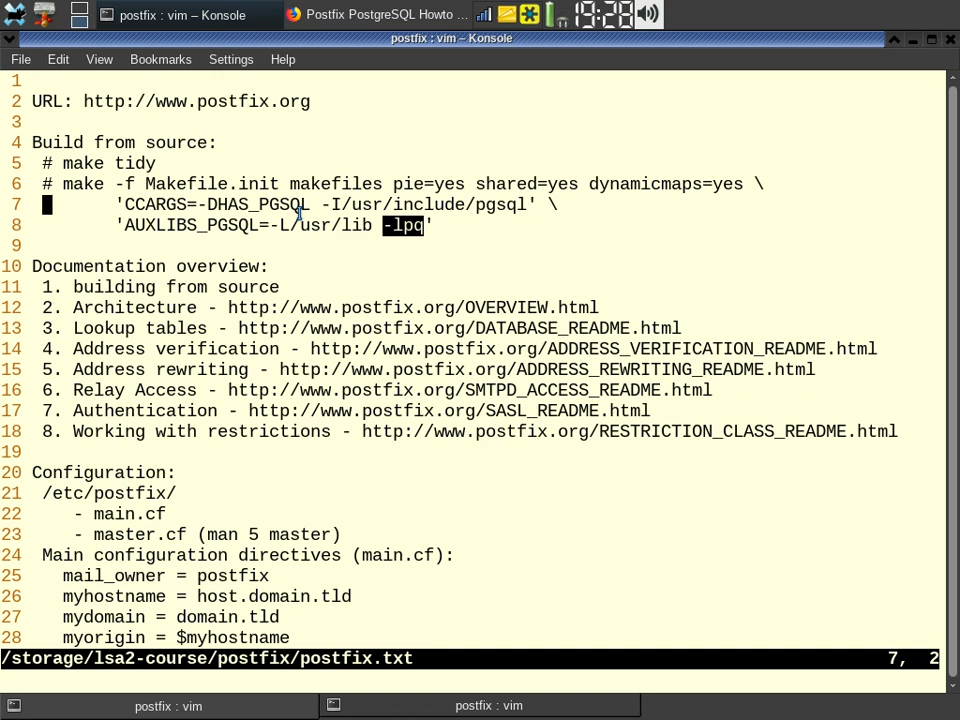 postfix : vim – Konsole
Postfix PostgreSQL Howto ...
19:28
postfix : vim – Konsole
File Edit View Bookmarks Settings Help
1
2 URL: http://www.postfix.org
3
4 Build from source:
5 # make tidy
6 # make -f Makefile.init makefiles pie=yes shared=yes dynamicmaps=yes \
7 'CCARGS=-DHAS_PGSQL -I/usr/include/pgsql' \
8 'AUXLIBS_PGSQL=-L/usr/lib -lpq'
9
10 Documentation overview:
11 1. building from source
12 2. Architecture - http://www.postfix.org/OVERVIEW.html
13 3. Lookup tables - http://www.postfix.org/DATABASE_README.html
14 4. Address verification - http://www.postfix.org/ADDRESS_VERIFICATION_README.html
15 5. Address rewriting - http://www.postfix.org/ADDRESS_REWRITING_README.html
16 6. Relay Access - http://www.postfix.org/SMTPD_ACCESS_README.html
17 7. Authentication - http://www.postfix.org/SASL_README.html
18 8. Working with restrictions - http://www.postfix.org/RESTRICTION_CLASS_README.html
19
20 Configuration:
21 /etc/postfix/
22 - main.cf
23 - master.cf (man 5 master)
24 Main configuration directives (main.cf):
25 mail_owner = postfix
26 myhostname = host.domain.tld
27 mydomain = domain.tld
28 myorigin = $myhostname
/storage/lsa2-course/postfix/postfix.txt 7, 2
postfix : vim
postfix : vim